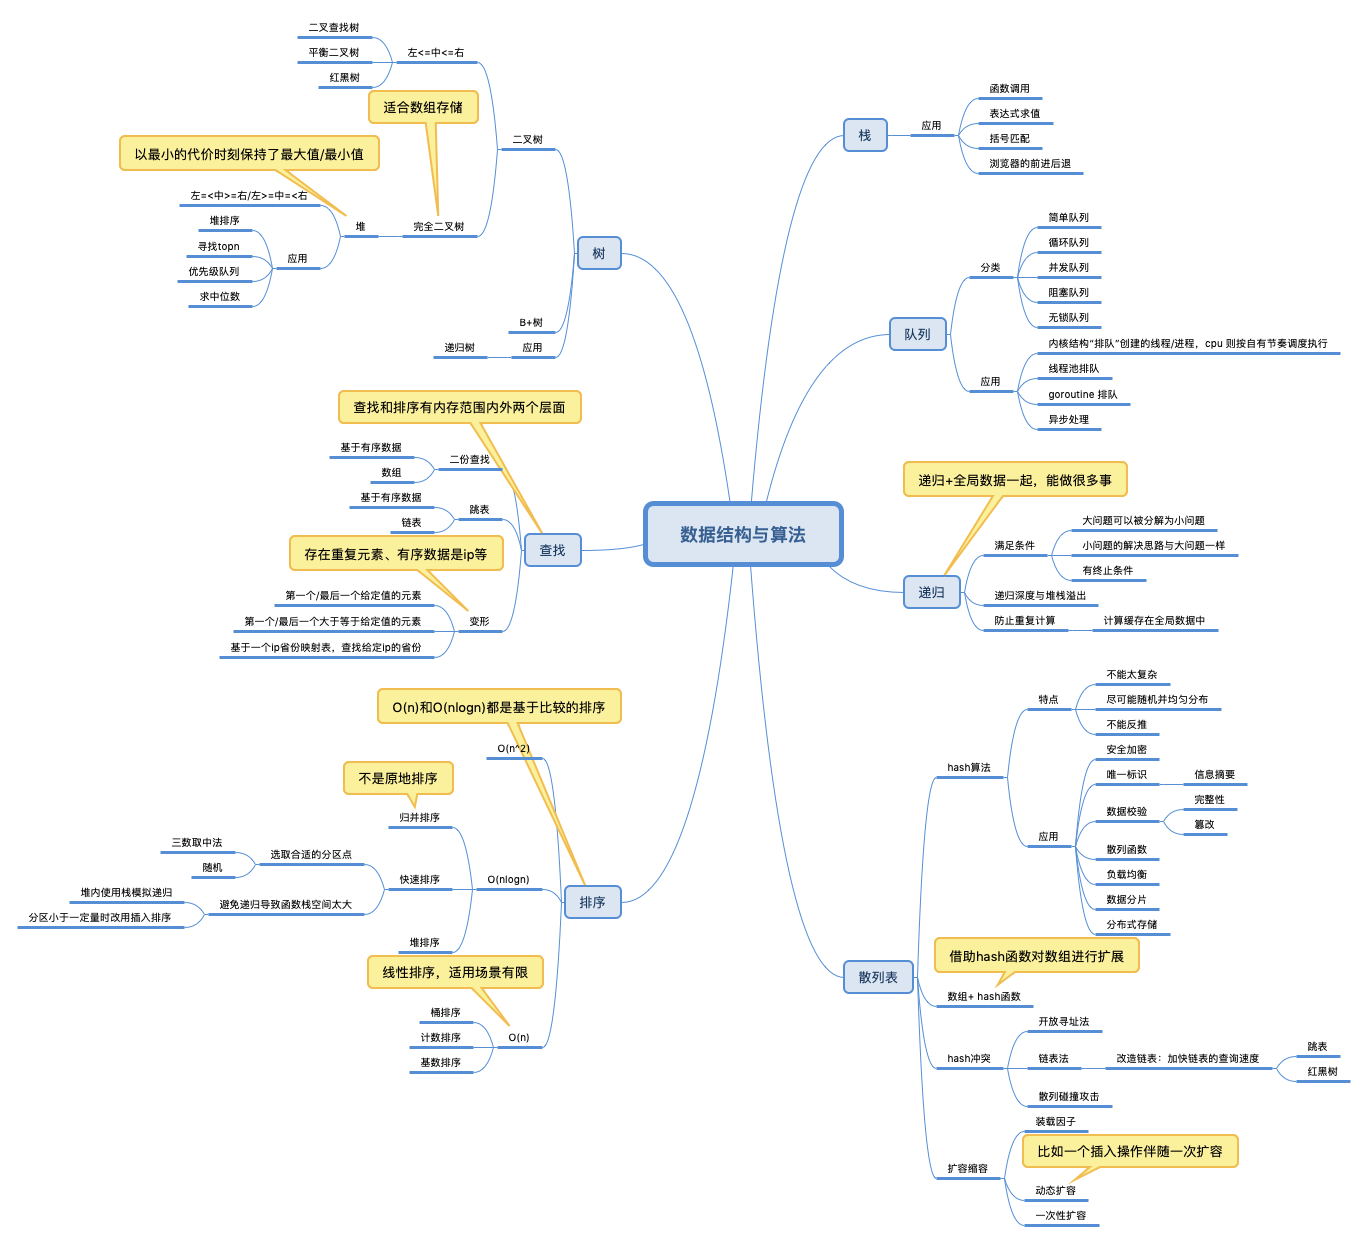 数据结构与算法
栈
应用
函数调用
表达式求值
括号匹配
浏览器的前进后退
队列
分类
简单队列
循环队列
并发队列
阻塞队列
无锁队列
应用
内核结构“排队”创建的线程/进程，cpu 则按自有节奏调度执行
线程池排队
goroutine 排队
异步处理
递归+全局数据一起，能做很多事
递归
满足条件
大问题可以被分解为小问题
小问题的解决思路与大问题一样
有终止条件
递归深度与堆栈溢出
防止重复计算
计算缓存在全局数据中
散列表
hash算法
特点
不能太复杂
尽可能随机并均匀分布
不能反推
应用
安全加密
唯一标识
信息摘要
数据校验
完整性
篡改
散列函数
负载均衡
数据分片
分布式存储
借助hash函数对数组进行扩展
数组+ hash函数
hash冲突
开放寻址法
链表法
改造链表：加快链表的查询速度
跳表
红黑树
散列碰撞攻击
扩容缩容
装载因子
比如一个插入操作伴随一次扩容
动态扩容
一次性扩容
树
二叉树
左<=中<=右
二叉查找树
平衡二叉树
红黑树
适合数组存储
完全二叉树
以最小的代价时刻保持了最大值/最小值
堆
左=<中>=右/左>=中=<右
应用
堆排序
寻找topn
优先级队列
求中位数
B+树
应用
递归树
查找和排序有内存范围内外两个层面
查找
二份查找
基于有序数据
数组
跳表
基于有序数据
链表
存在重复元素、有序数据是ip等
变形
第一个/最后一个给定值的元素
第一个/最后一个大于等于给定值的元素
基于一个ip省份映射表，查找给定ip的省份
O(n)和O(nlogn)都是基于比较的排序
排序
O(n^2)
O(nlogn)
不是原地排序
归并排序
快速排序
选取合适的分区点
三数取中法
随机
避免递归导致函数栈空间太大
堆内使用栈模拟递归
分区小于一定量时改用插入排序
堆排序
线性排序，适用场景有限
O(n)
桶排序
计数排序
基数排序